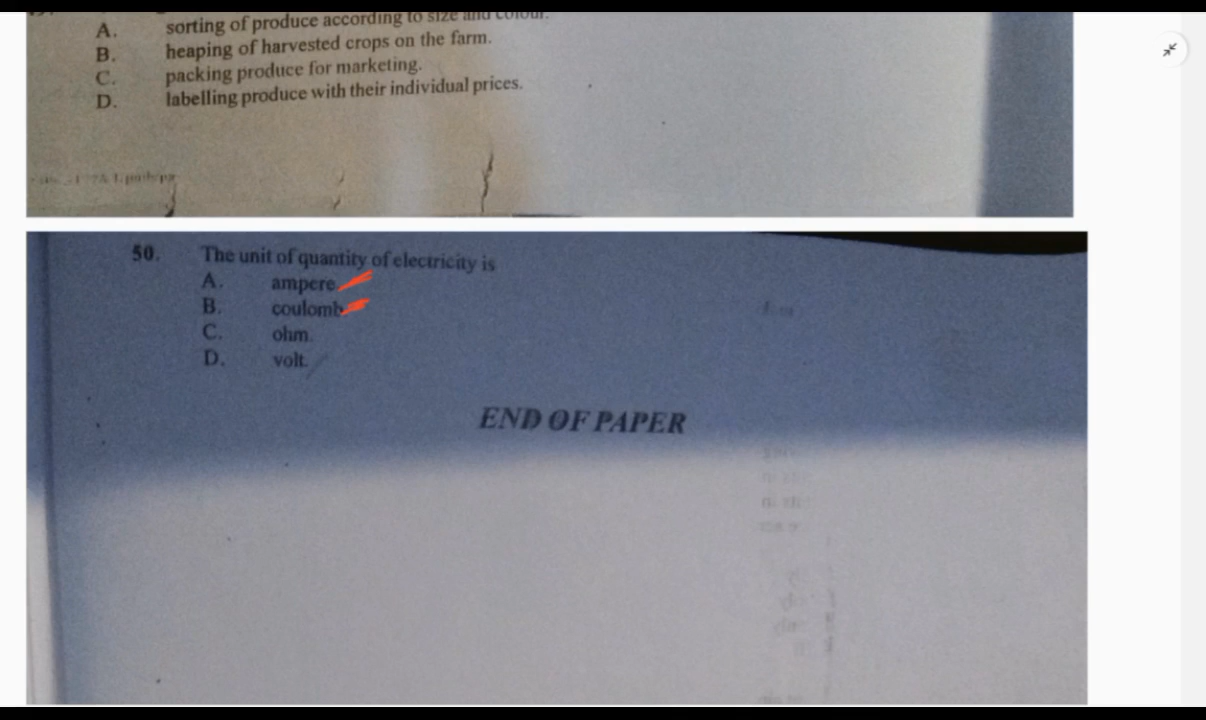 A. sorting of produce according to size and colour.
B. heaping of harvested crops on the farm.
C. packing produce for marketing.
D. labelling produce with their individual prices.
50. The unit of quantity of electricity is
A. ampere.
B. coulomb.
C. ohm.
D. volt.
END OF PAPER